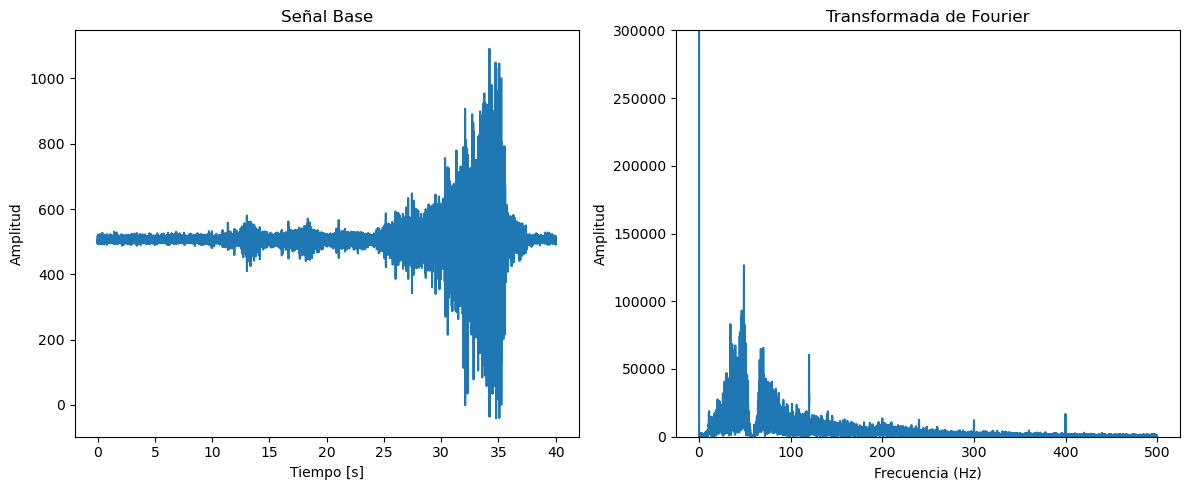 Señal Base
Amplitud
1000
800
600
400
200
0
0 5 10 15 20 25 30 35 40
Tiempo [s]
Transformada de Fourier
Amplitud
300000
250000
200000
150000
100000
50000
0
0 100 200 300 400 500
Frecuencia (Hz)